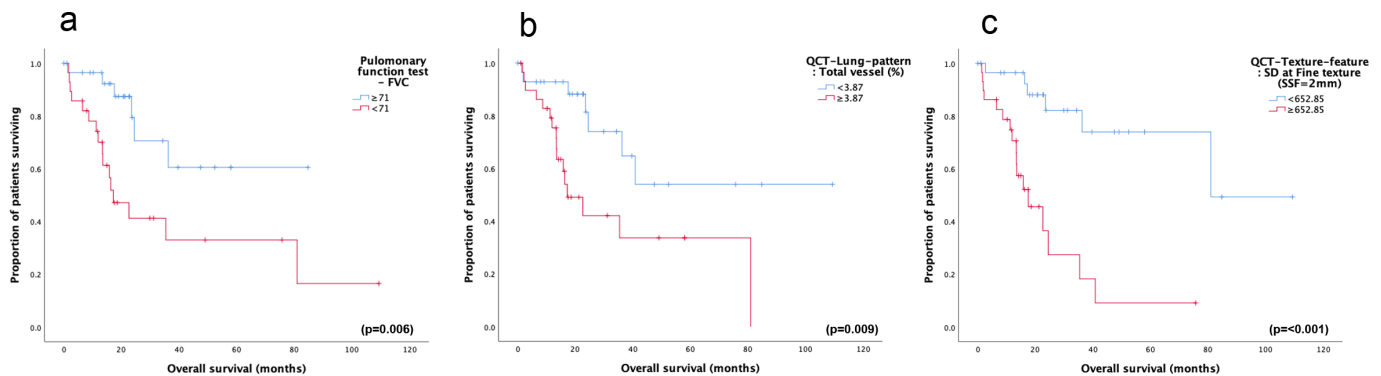 a
Pulomonary
function test
– FVC
≥71
<71
Proportion of patients surviving
1.0
0.8
0.6
0.4
0.2
0.0
(p=0.006)
0 20 40 60 80 100 120
Overall survival (months)
b
QCT-Lung-pattern
: Total vessel (%)
<3.87
≥3.87
Proportion of patients surviving
1.0
0.8
0.6
0.4
0.2
0.0
(p=0.009)
0 20 40 60 80 100 120
Overall survival (months)
c
QCT-Texture-feature
: SD at Fine texture
(SSF=2mm)
<652.85
≥652.85
Proportion of patients surviving
1.0
0.8
0.6
0.4
0.2
0.0
(p=<0.001)
0 20 40 60 80 100 120
Overall survival (months)